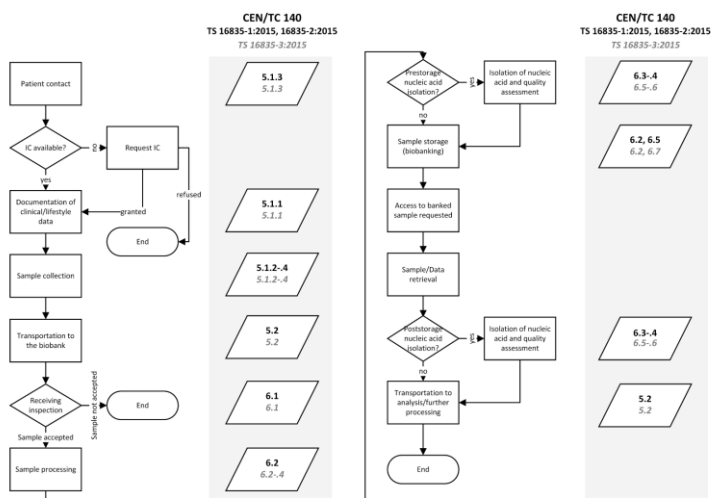 CEN/TC 140
TS 16835-1:2015, 16835-2:2015
TS 16835-3:2015
Patient contact
5.1.3
5.1.3
IC available?
no
Request IC
yes
refused
granted
Documentation of
clinical/lifestyle
data
5.1.1
5.1.1
End
Sample collection
5.1.2-.4
5.1.2-.4
Transportation to
the biobank
5.2
5.2
Receiving
inspection
Sample not accepted
End
6.1
6.1
Sample accepted
Sample processing
6.2
6.2-.4
CEN/TC 140
TS 16835-1:2015, 16835-2:2015
TS 16835-3:2015
Prestorage
nucleic acid
isolation?
yes
Isolation of nucleic
acid and quality
assessment
6.3-.4
6.5-.6
no
Sample storage
(biobanking)
6.2, 6.5
6.2, 6.7
Access to banked
sample requested
Sample/Data
retrieval
Poststorage
nucleic acid
isolation?
yes
Isolation of nucleic
acid and quality
assessment
6.3-.4
6.5-.6
no
Transportation to
analysis/further
processing
5.2
5.2
End